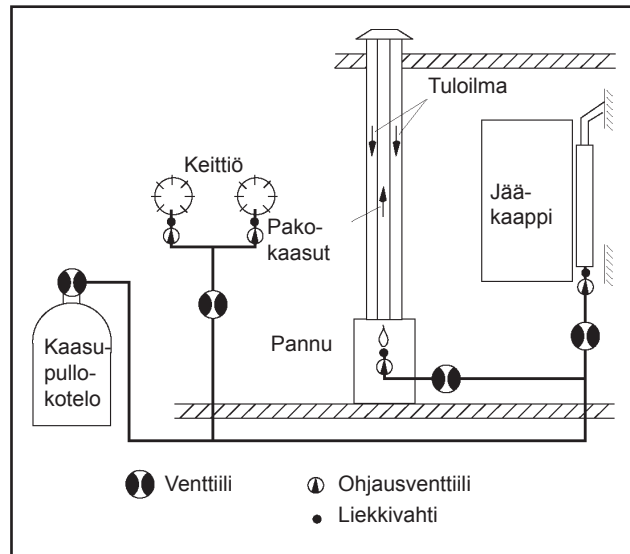 Tuloilma
Keittiö
Jää-
kaappi
Pako-
kaasut
Pannu
Kaasu-
pullo-
kotelo
Venttiili
Ohjausventtiili
Liekkivahti